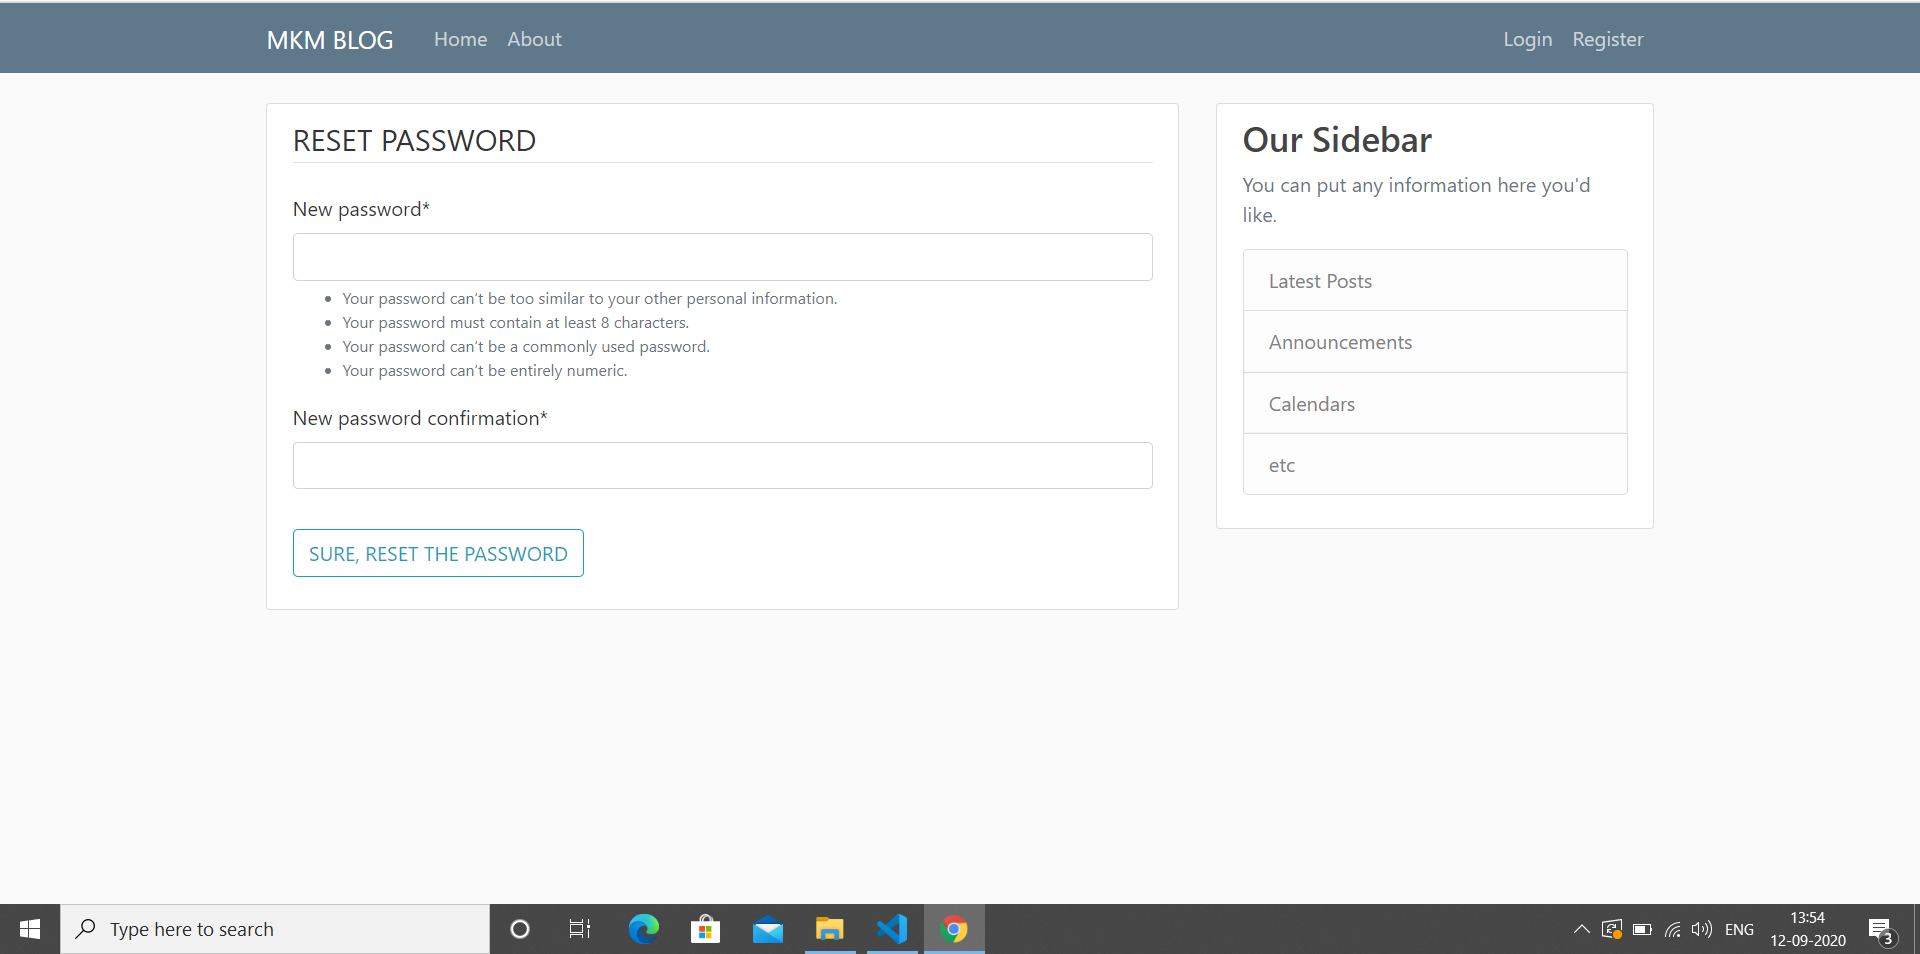 MKM BLOG Home About Login Register
RESET PASSWORD
New password*
Your password can’t be too similar to your other personal information.
Your password must contain at least 8 characters.
Your password can’t be a commonly used password.
Your password can’t be entirely numeric.
New password confirmation*
SURE, RESET THE PASSWORD
Our Sidebar
You can put any information here you'd
like.
Latest Posts
Announcements
Calendars
etc
Type here to search
ENG
13:54
12-09-2020
3